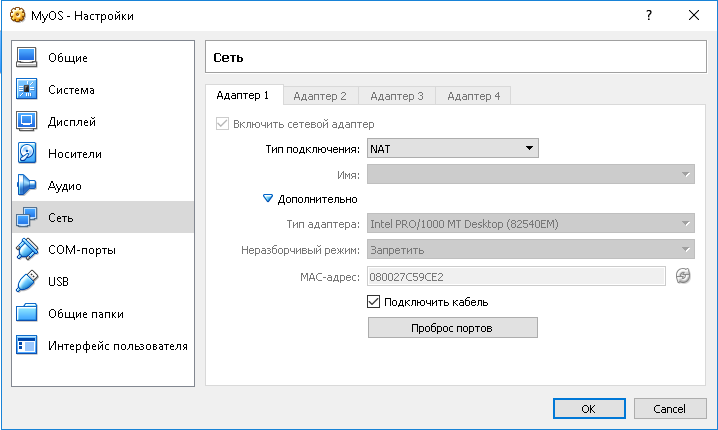 MyOS - Настройки
Общие
Система
Дисплей
Носители
Аудио
Сеть
COM-порты
USB
Общие папки
Интерфейс пользователя
Сеть
Адаптер 1 Адаптер 2 Адаптер 3 Адаптер 4
Включить сетевой адаптер
Тип подключения: NAT
Имя:
Дополнительно
Тип адаптера: Intel PRO/1000 MT Desktop (82540EM)
Неразборчивый режим: Запретить
MAC-адрес: 080027C59CE2
Подключить кабель
Проброс портов
OK Cancel